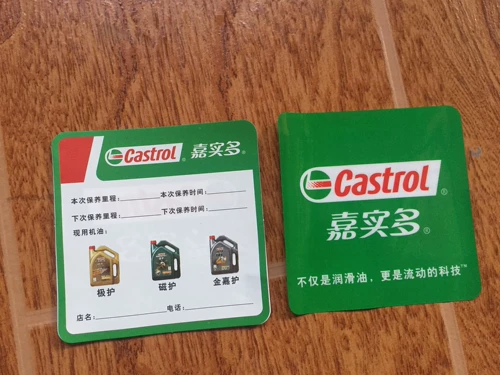 Castrol® 嘉实多®
本次保养里程: 本次保养时间:
下次保养里程: 下次保养时间:
现用机油:
极护 磁护 金嘉护
店名: 电话:
Castrol®
嘉实多®
不仅是润滑油，更是流动的科技™